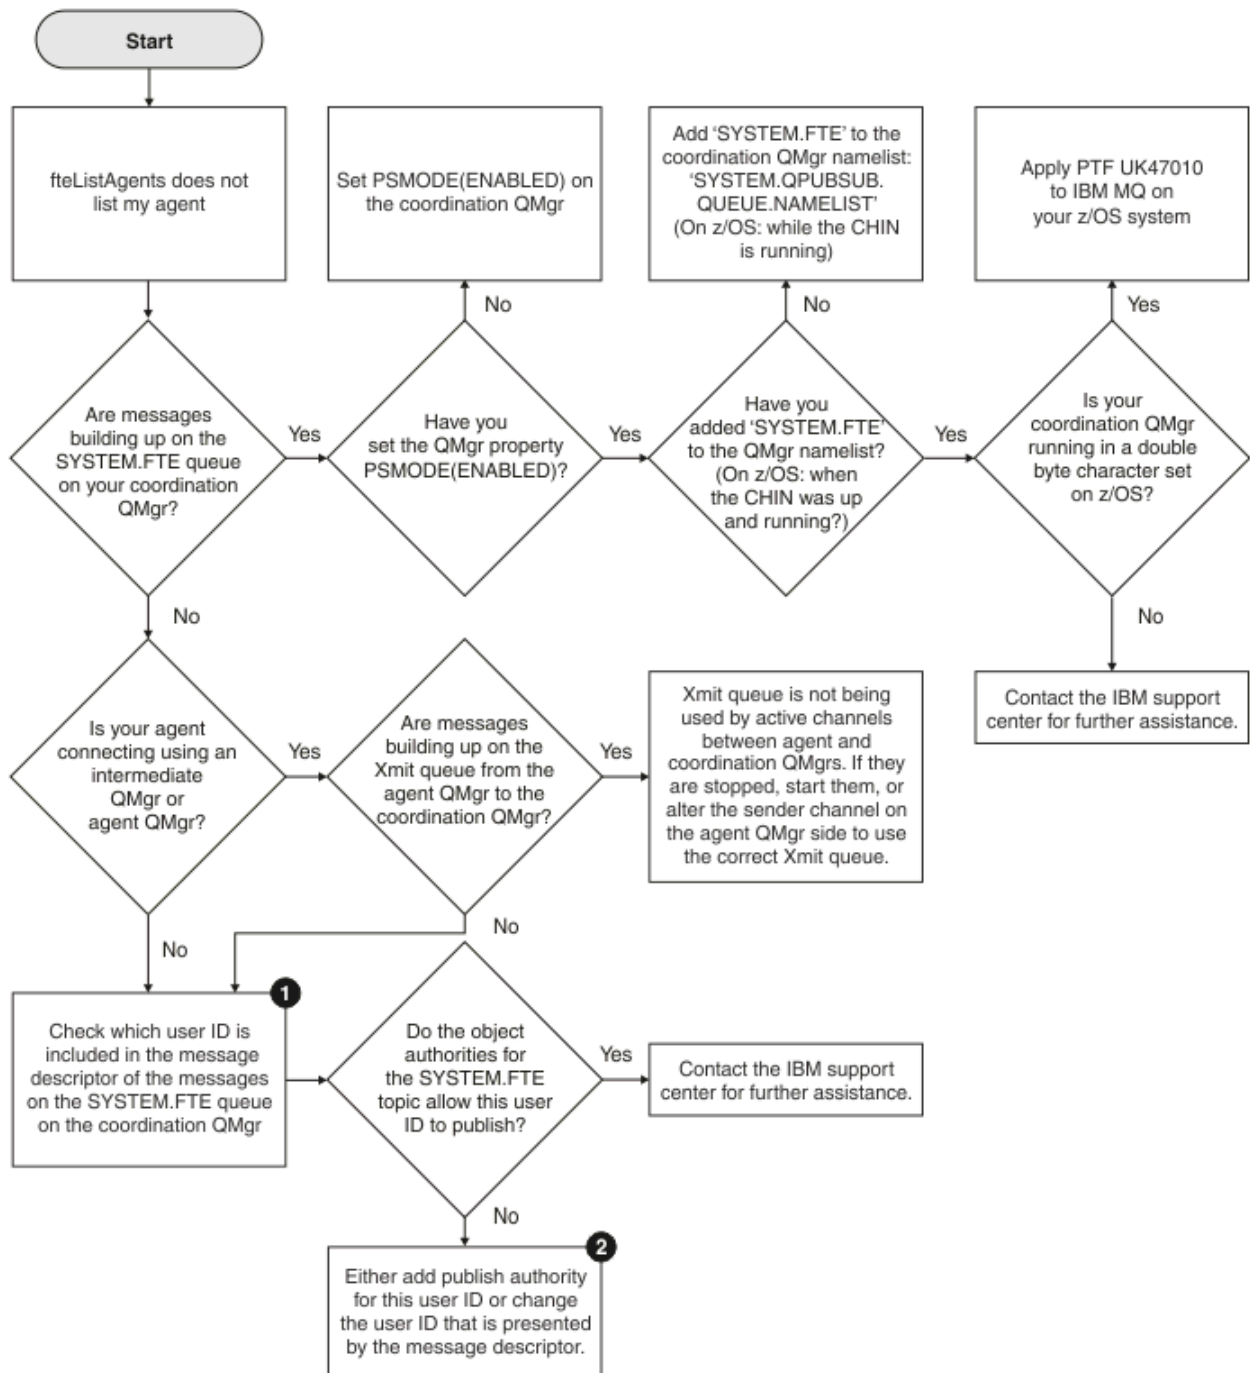 Start
fteListAgents does not
list my agent
Set PSMODE(ENABLED) on
the coordination QMgr
Add ‘SYSTEM.FTE’ to the
coordination QMgr namelist:
‘SYSTEM.QPUBSUB.
QUEUE.NAMELIST’
(On z/OS: while the CHIN
is running)
Apply PTF UK47010
to IBM MQ on
your z/OS system
No
No
Yes
Are messages
building up on the
SYSTEM.FTE queue
on your coordination
QMgr?
Yes
Have you
set the QMgr property
PSMODE(ENABLED)?
Yes
Have you
added ‘SYSTEM.FTE’
to the QMgr namelist?
(On z/OS: when
the CHIN was up
and running?)
Yes
Is your
coordination QMgr
running in a double
byte character set
on z/OS?
No
No
Is your agent
connecting using an
intermediate
QMgr or
agent QMgr?
Yes
Are messages
building up on the
Xmit queue from the
agent QMgr to the
coordination QMgr?
Yes
Xmit queue is not being
used by active channels
between agent and
coordination QMgrs. If they
are stopped, start them, or
alter the sender channel on
the agent QMgr side to use
the correct Xmit queue.
Contact the IBM support
center for further assistance.
No
No
1
Check which user ID is
included in the message
descriptor of the messages
on the SYSTEM.FTE queue
on the coordination QMgr
Do the object
authorities for
the SYSTEM.FTE
topic allow this user
ID to publish?
Yes
Contact the IBM support
center for further assistance.
No
2
Either add publish authority
for this user ID or change
the user ID that is presented
by the message descriptor.